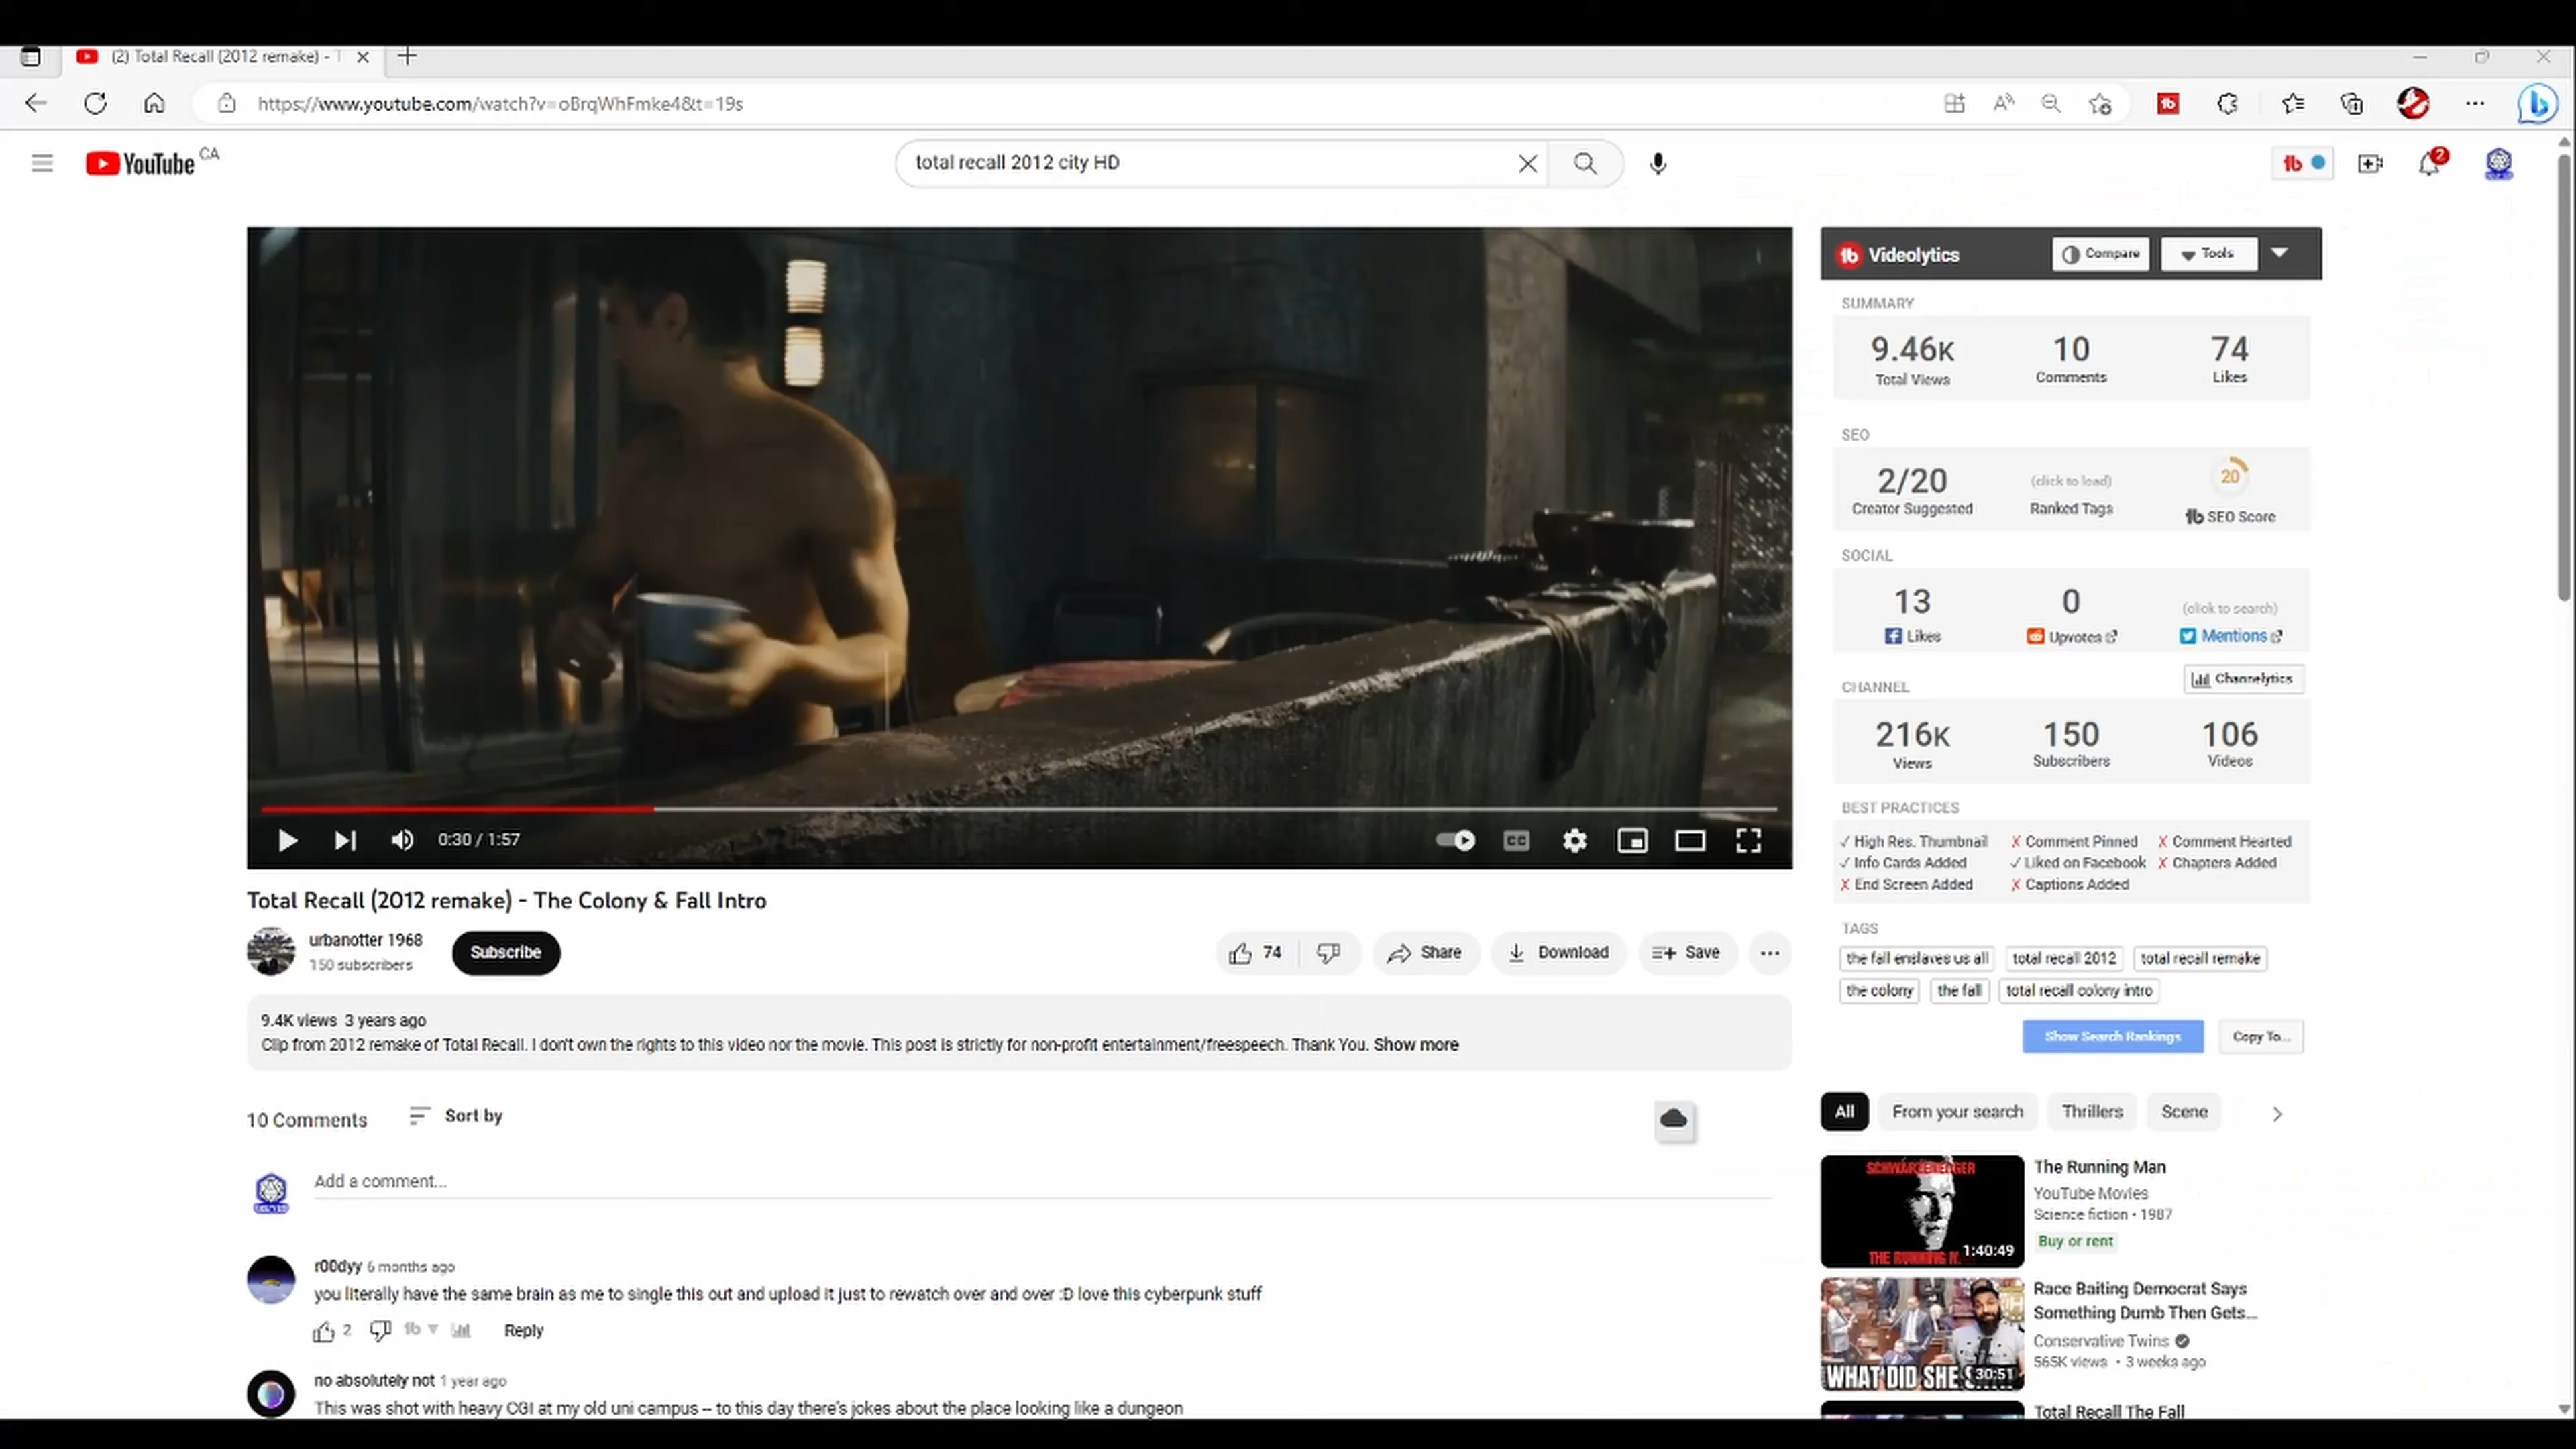 (2) Total Recall (2012 remake) - T
https://www.youtube.com/watch?v=oBrqWhFmke4&t=19s
YouTube CA
total recall 2012 city HD
2
0:30 / 1:57
CC
Total Recall (2012 remake) - The Colony & Fall Intro
urbanotter 1968
150 subscribers
Subscribe
74
Share
Download
Save
9.4K views 3 years ago
Clip from 2012 remake of Total Recall. I don't own the rights to this video nor the movie. This post is strictly for non-profit entertainment/freespeech. Thank You. Show more
10 Comments
Sort by
Add a comment...
r00dyy 6 months ago
you literally have the same brain as me to single this out and upload it just to rewatch over and over :D love this cyberpunk stuff
2
Reply
no absolutely not 1 year ago
This was shot with heavy CGI at my old uni campus -- to this day there's jokes about the place looking like a dungeon
Videolytics
Compare
Tools
SUMMARY
9.46K 10 74
Total Views Comments Likes
SEO
2/20 (click to load) 20
Creator Suggested Ranked Tags SEO Score
SOCIAL
13 0 (click to search)
Likes Upvotes Mentions
CHANNEL
Channelytics
216K 150 106
Views Subscribers Videos
BEST PRACTICES
✓ High Res. Thumbnail ✗ Comment Pinned ✗ Comment Hearted
✓ Info Cards Added ✓ Liked on Facebook ✗ Chapters Added
✗ End Screen Added ✗ Captions Added
TAGS
the fall enslaves us all total recall 2012 total recall remake
the colony the fall total recall colony intro
Show Search Rankings Copy To...
All From your search Thrillers Scene
SCHWARZENEGGER
THE RUNNING
1:40:49
The Running Man
YouTube Movies
Science fiction • 1987
Buy or rent
WHAT DID SHE
30:51
Race Baiting Democrat Says
Something Dumb Then Gets...
Conservative Twins
565K views • 3 weeks ago
Total Recall The Fall